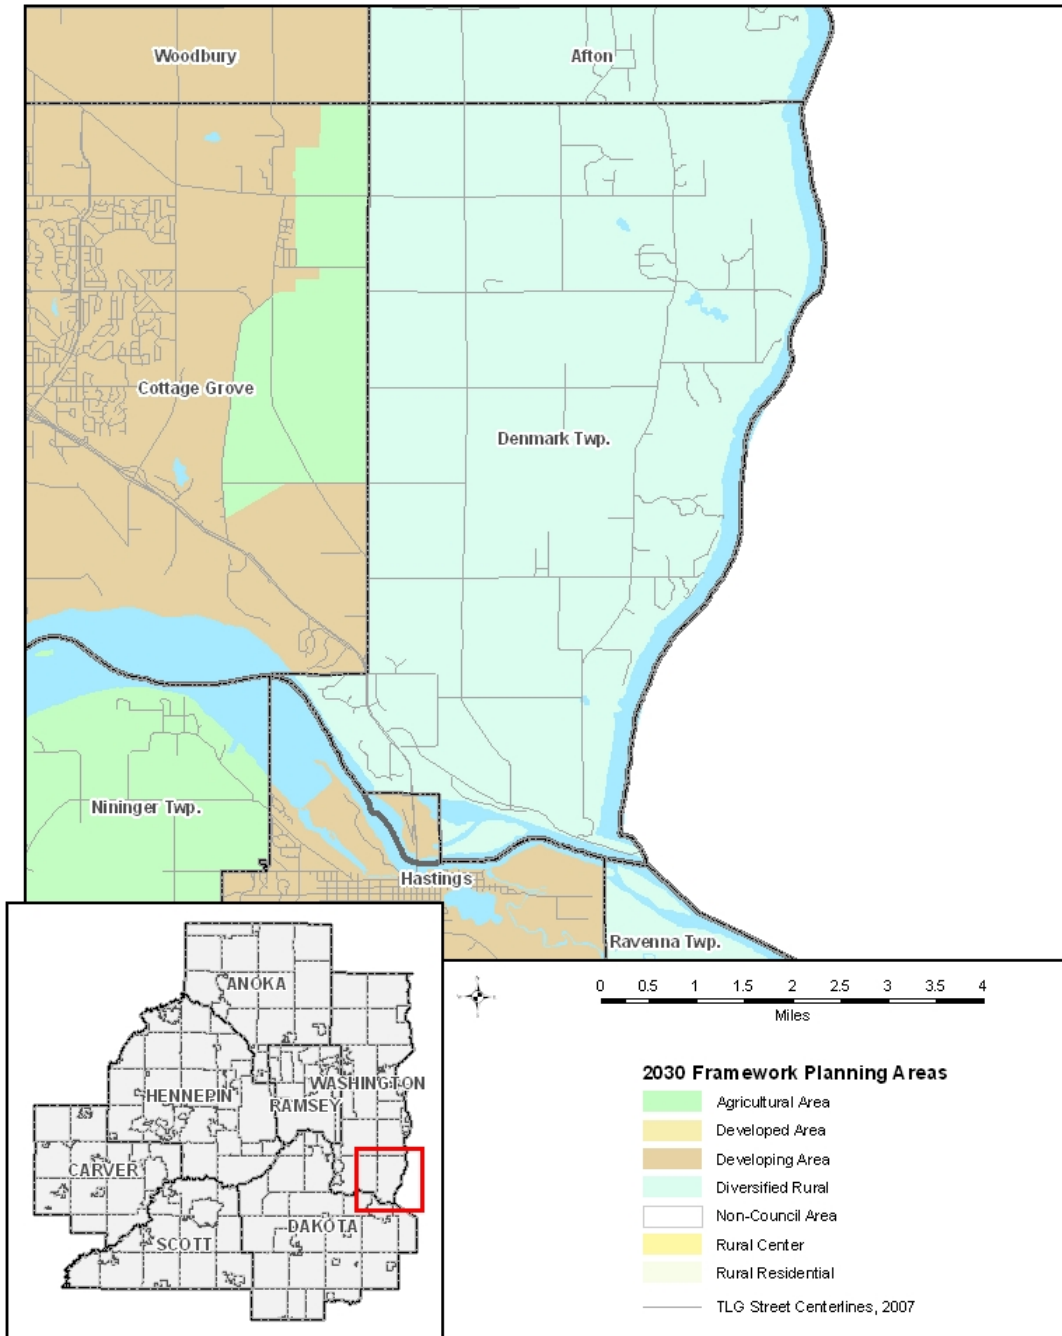 Woodbury
Afton
Cottage Grove
Denmark Twp.
Nininger Twp.
Hastings
Ravenna Twp.
ANOKA
WASHINGTON
HENNEPIN
RAMSEY
CARVER
DAKOTA
SCOTT
0 0.5 1 1.5 2 2.5 3 3.5 4
Miles
2030 Framework Planning Areas
Agricultural Area
Developed Area
Developing Area
Diversified Rural
Non-Council Area
Rural Center
Rural Residential
TLG Street Centerlines, 2007